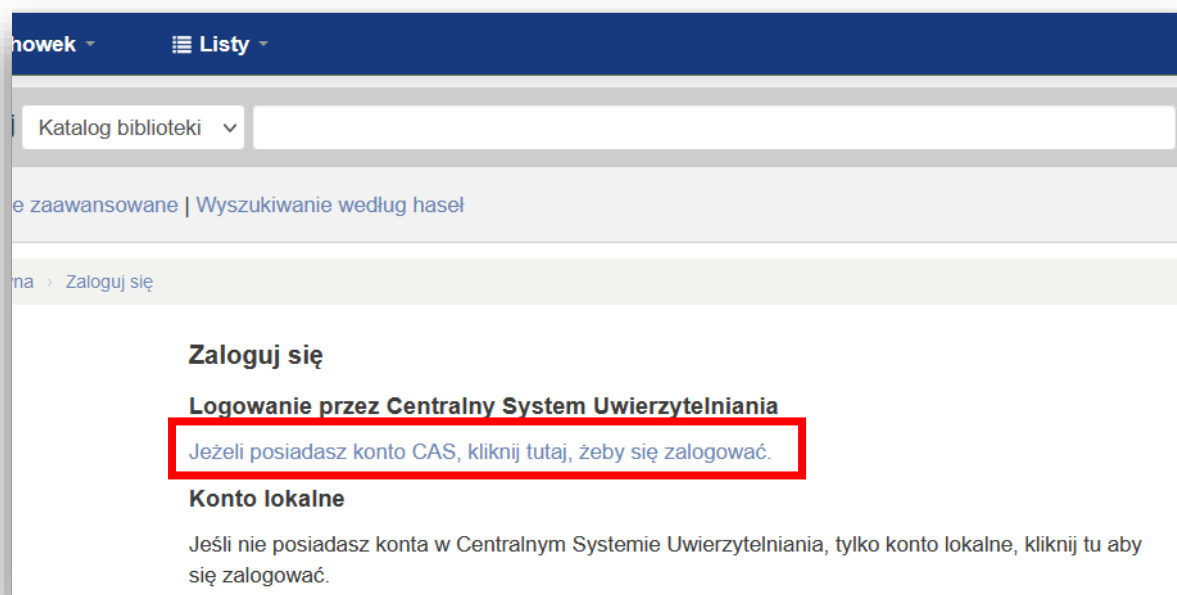 howek
Listy
Katalog biblioteki
e zaawansowane | Wyszukiwanie według haseł
na › Zaloguj się
Zaloguj się
Logowanie przez Centralny System Uwierzytelniania
Jeżeli posiadasz konto CAS, kliknij tutaj, żeby się zalogować.
Konto lokalne
Jeśli nie posiadasz konta w Centralnym Systemie Uwierzytelniania, tylko konto lokalne, kliknij tu aby
się zalogować.